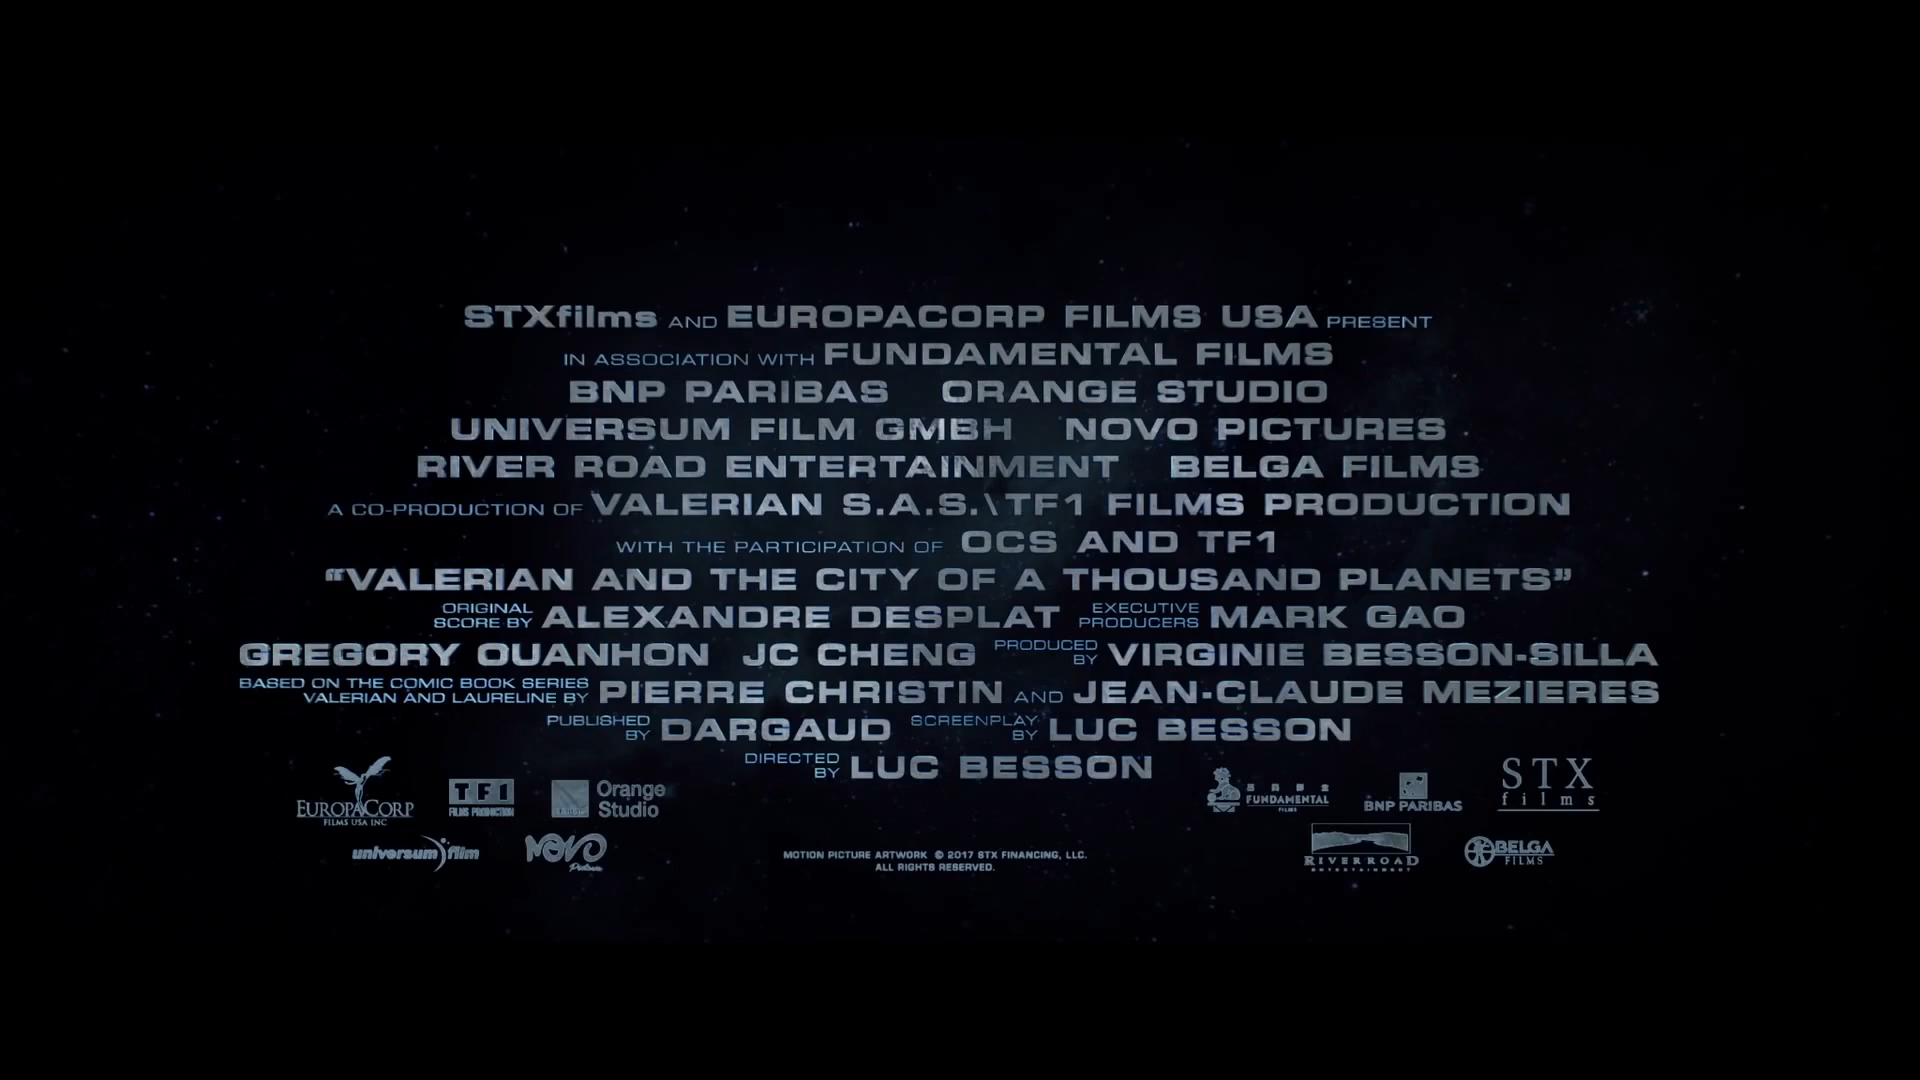 STXfilms AND EUROPACORP FILMS USA PRESENT
IN ASSOCIATION WITH FUNDAMENTAL FILMS
BNP PARIBAS ORANGE STUDIO
UNIVERSUM FILM GMBH NOVO PICTURES
RIVER ROAD ENTERTAINMENT BELGA FILMS
A CO-PRODUCTION OF VALERIAN S.A.S.\TF1 FILMS PRODUCTION
WITH THE PARTICIPATION OF OCS AND TF1
“VALERIAN AND THE CITY OF A THOUSAND PLANETS”
ORIGINAL SCORE BY ALEXANDRE DESPLAT EXECUTIVE PRODUCERS MARK GAO
GREGORY OUANHON JC CHENG PRODUCED BY VIRGINIE BESSON-SILLA
BASED ON THE COMIC BOOK SERIES VALERIAN AND LAURELINE BY PIERRE CHRISTIN AND JEAN-CLAUDE MEZIERES
PUBLISHED BY DARGAUD SCREENPLAY BY LUC BESSON
DIRECTED BY LUC BESSON
EUROPACORP
FILMS USA INC
TF1
FILMS PRODUCTION
Orange
Studio
FUNDAMENTAL
FILMS
BNP PARIBAS
STX
films
universum film
NOVO
Pictures
MOTION PICTURE ARTWORK © 2017 STX FINANCING, LLC.
ALL RIGHTS RESERVED.
RIVERROAD
ENTERTAINMENT
BELGA
FILMS